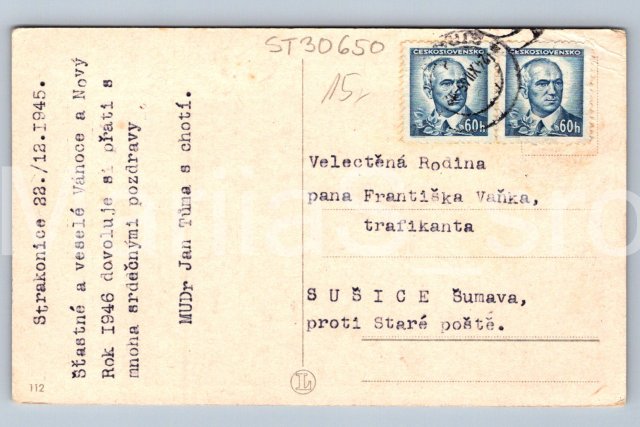 ST30650
15,-
Strakonice 22./12.1945.
Šťastné a veselé Vánoce a Nový
Rok 1946 dovoluje si přáti s
mnoha srdečnými pozdravy
MUDr Jan Tůma s chotí.
ČESKOSLOVENSKO
60h
ČESKOSLOVENSKO
60h
Velectěná Rodina
pana Františka Vaňka,
trafikanta
SUŠICE Šumava,
proti Staré poště.
112
L